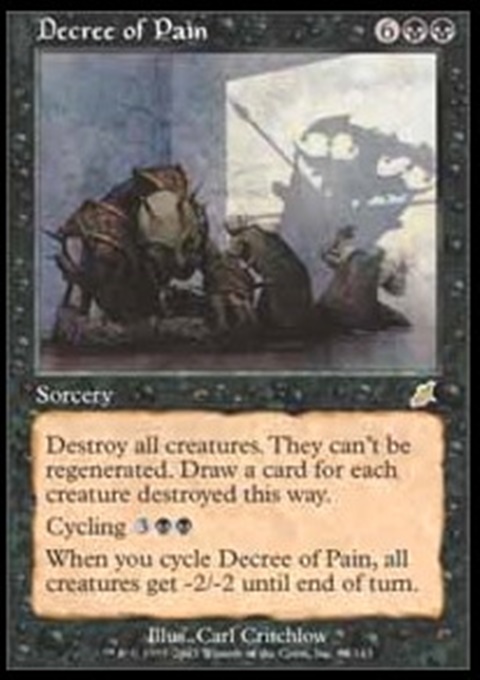 Decree of Pain 6
Sorcery
Destroy all creatures. They can't be
regenerated. Draw a card for each
creature destroyed this way.
Cycling 3
When you cycle Decree of Pain, all
creatures get -2/-2 until end of turn.
Illus. Carl Critchlow